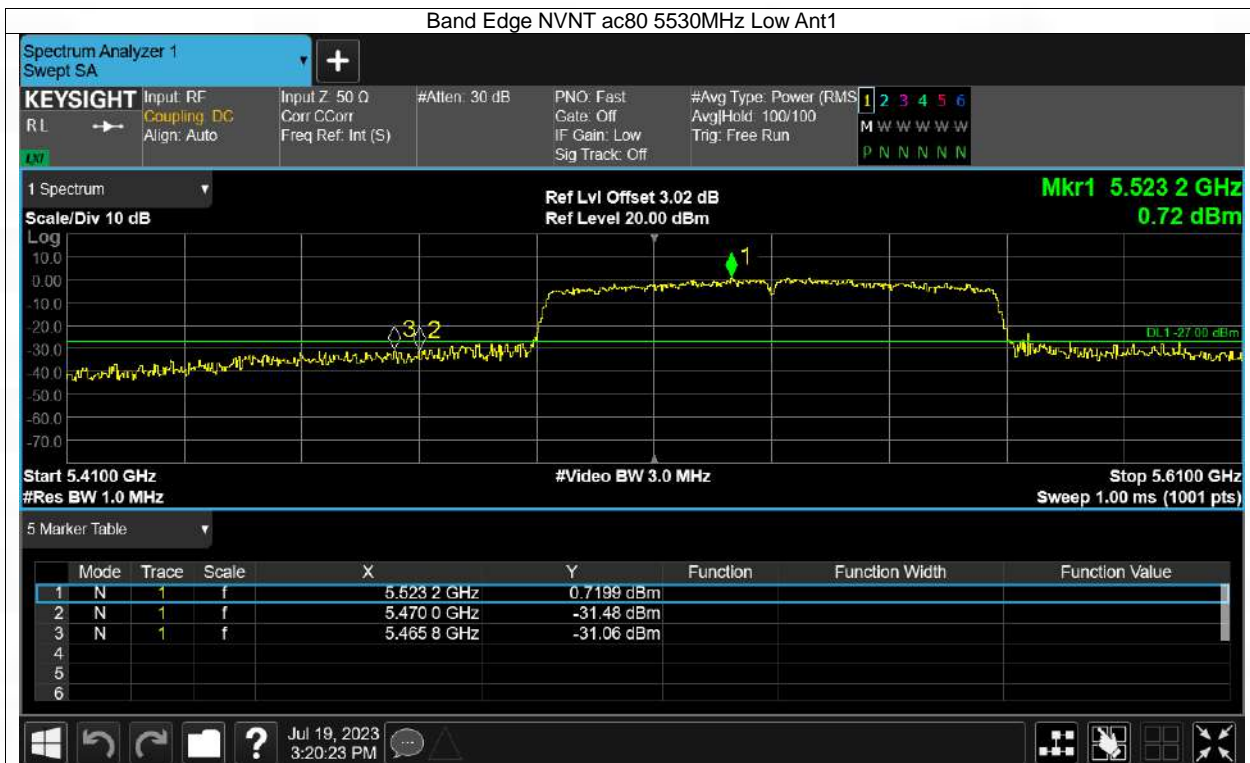 Band Edge NVNT ac80 5530MHz Low Ant1
Spectrum Analyzer 1
Swept SA
+
KEYSIGHT
RL
LXI
Input: RF
Coupling: DC
Align: Auto
Input Z: 50 Ω
Corr CCorr
Freq Ref: Int (S)
#Atten: 30 dB
PNO: Fast
Gate: Off
IF Gain: Low
Sig Track: Off
#Avg Type: Power (RMS
Avg|Hold: 100/100
Trig: Free Run
1 2 3 4 5 6
M W W W W W
P N N N N N
1 Spectrum
Scale/Div 10 dB
Ref Lvl Offset 3.02 dB
Ref Level 20.00 dBm
Mkr1 5.523 2 GHz
0.72 dBm
Log
10.0
0.00
-10.0
-20.0
-30.0
-40.0
-50.0
-60.0
-70.0
1
3 2
DL1 -27.00 dBm
Start 5.4100 GHz
#Video BW 3.0 MHz
Stop 5.6100 GHz
#Res BW 1.0 MHz
Sweep 1.00 ms (1001 pts)
5 Marker Table
Mode Trace Scale X Y Function Function Width Function Value
1 N 1 f 5.523 2 GHz 0.7199 dBm
2 N 1 f 5.470 0 GHz -31.48 dBm
3 N 1 f 5.465 8 GHz -31.06 dBm
4
5
6
?
Jul 19, 2023
3:20:23 PM